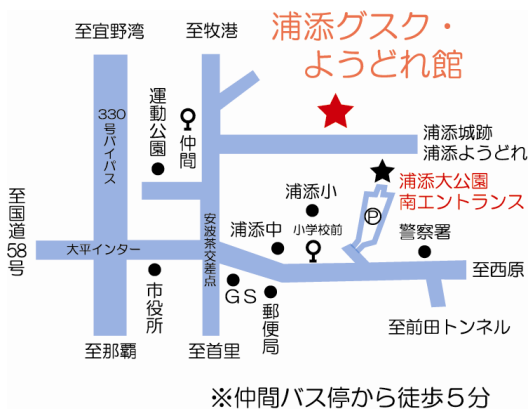 浦添グスク・
ようどれ館
至宜野湾
至牧港
330号バイパス
運動公園
仲間
浦添城跡
浦添ようどれ
浦添大公園
南エントランス
浦添小
小学校前
浦添中
P
警察署
至国道58号
大平インター
安波茶交差点
至西原
市役所
GS
郵便局
至前田トンネル
至那覇
至首里
※仲間バス停から徒歩5分